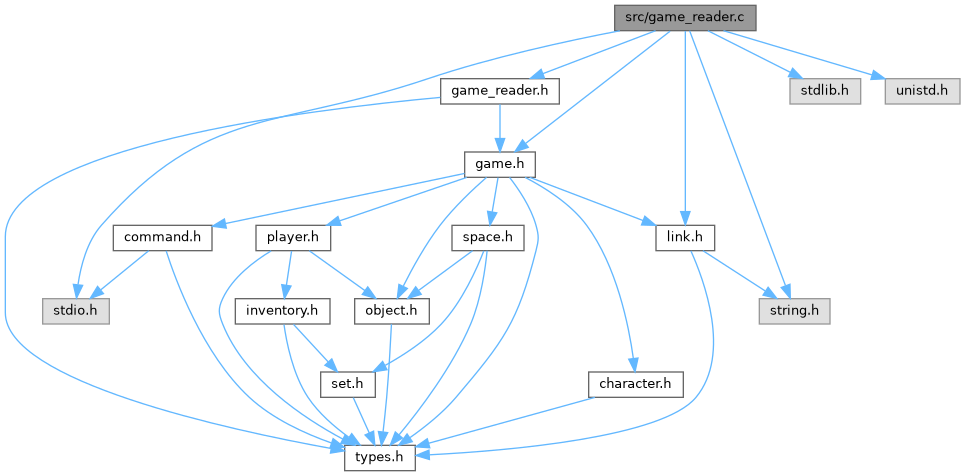 src/game_reader.c
game_reader.h
stdlib.h
unistd.h
game.h
command.h
player.h
space.h
link.h
stdio.h
inventory.h
object.h
string.h
set.h
character.h
types.h